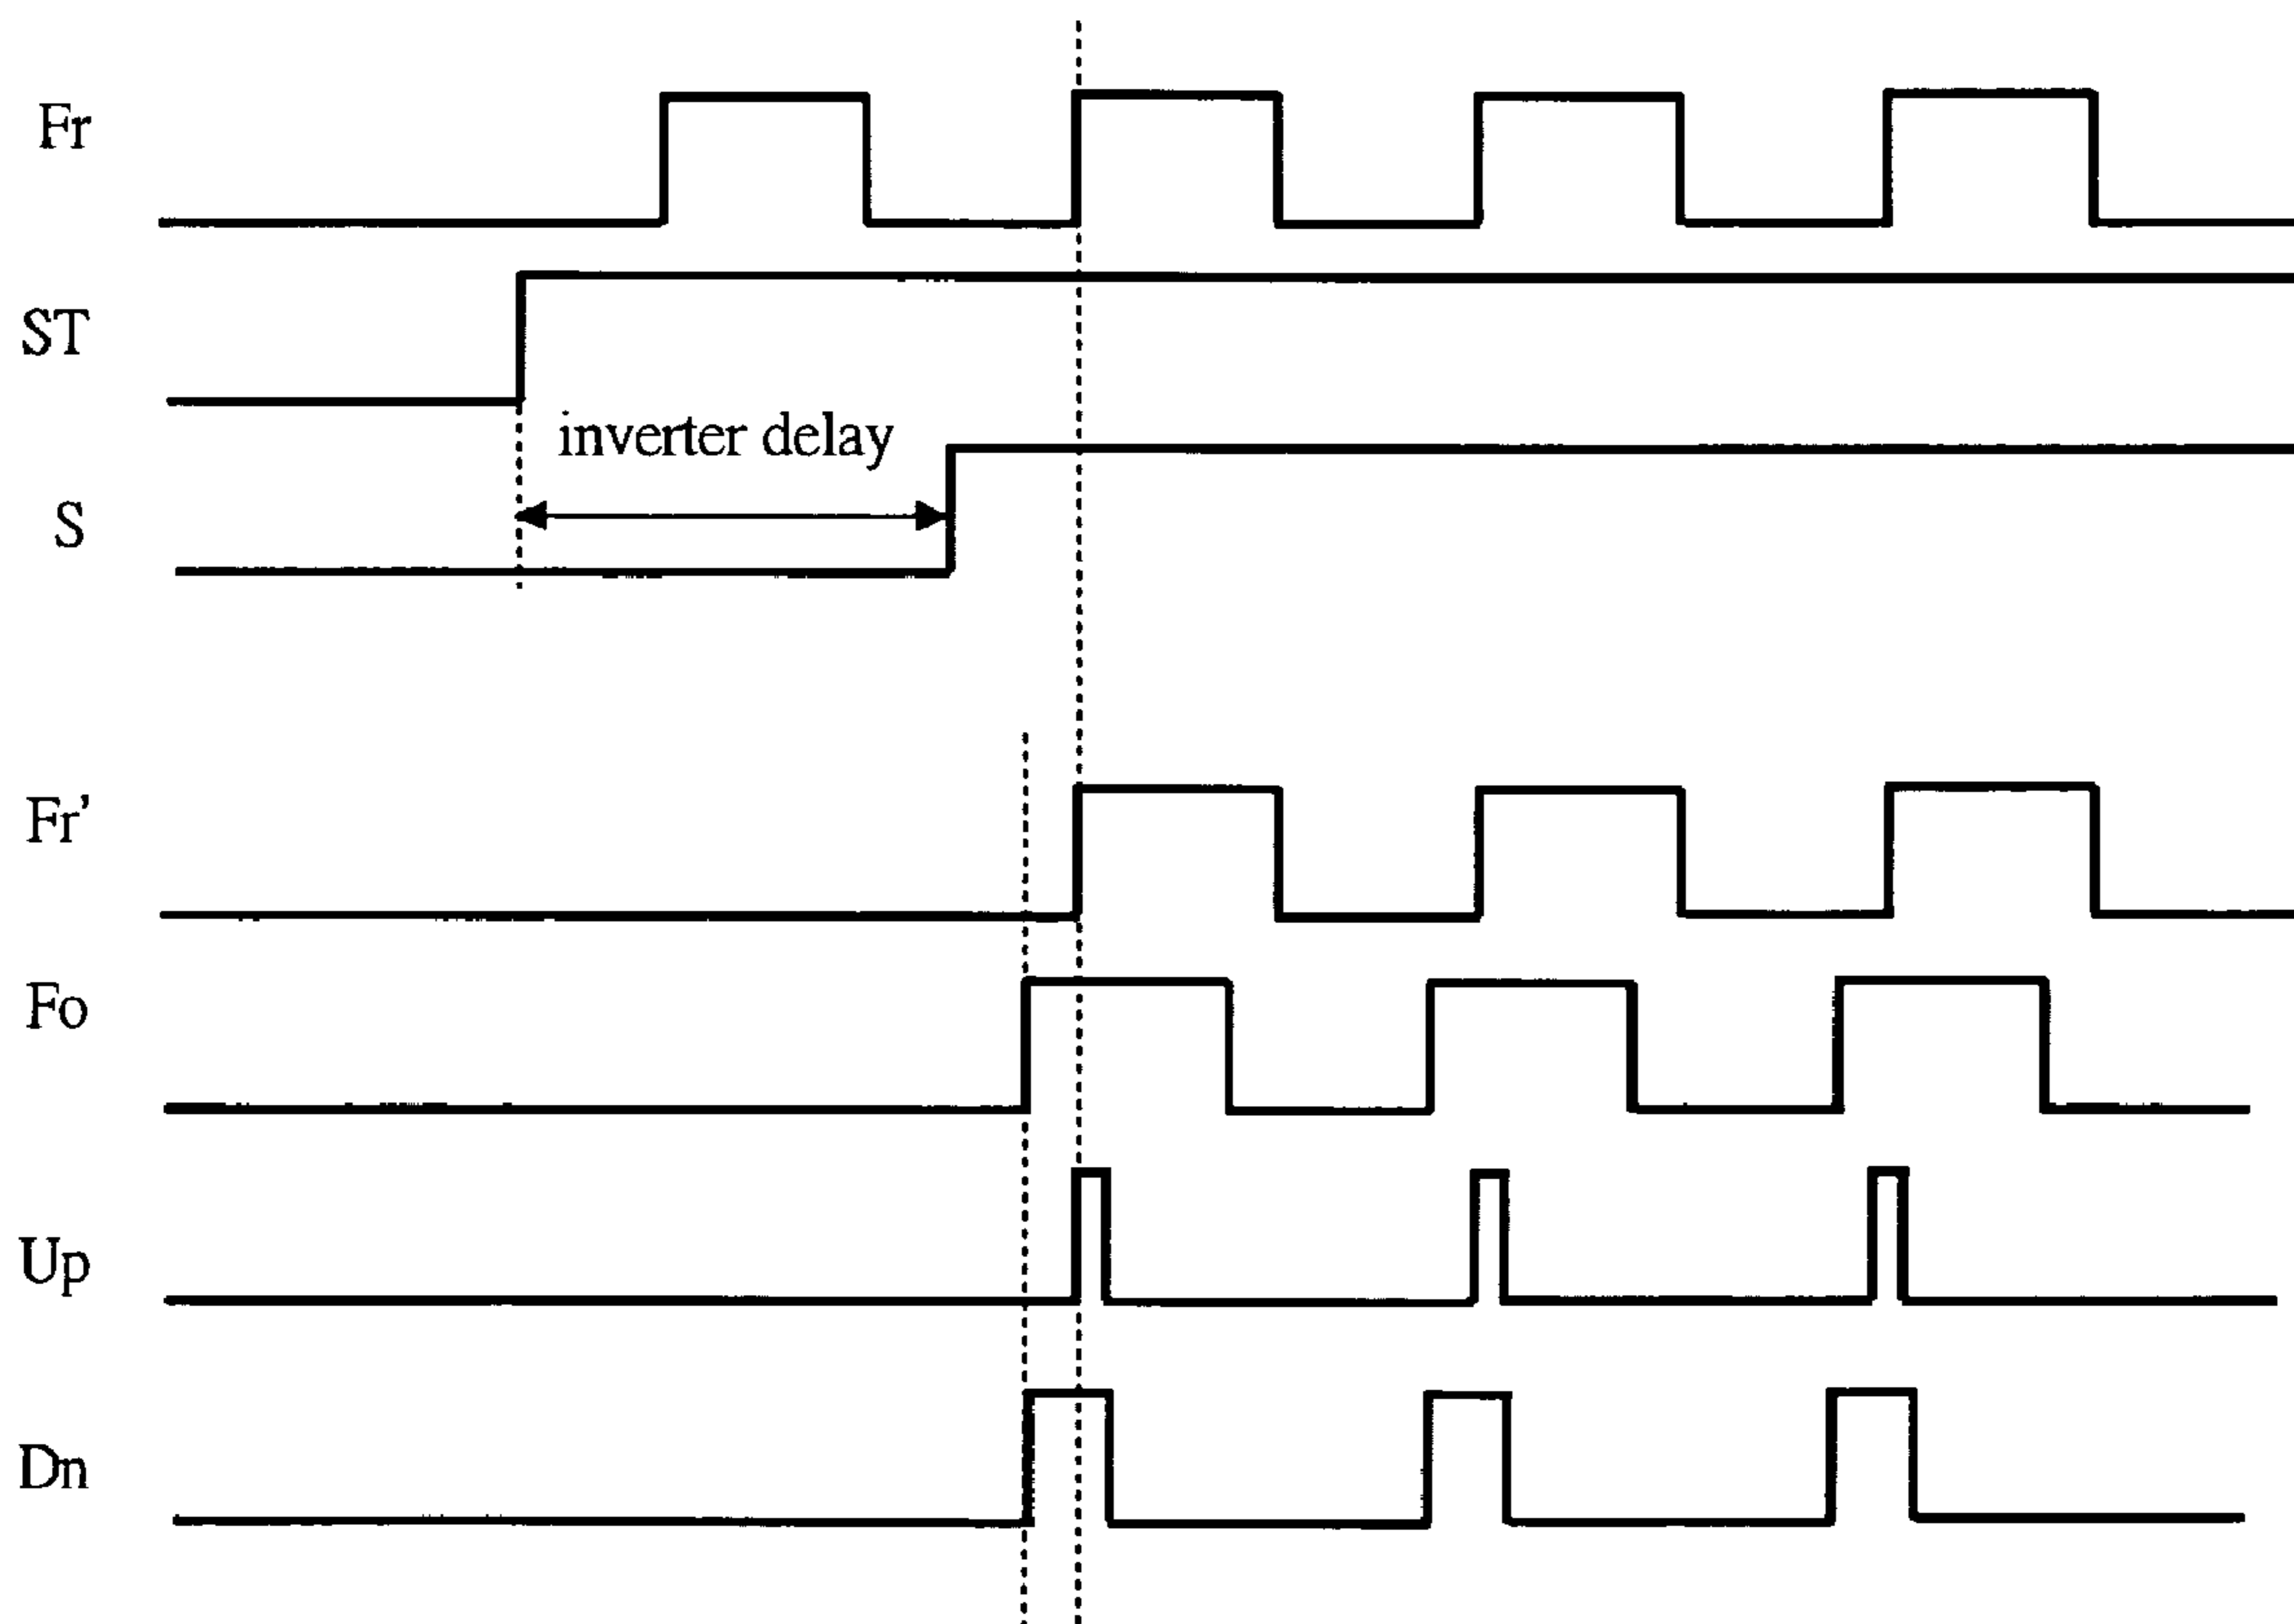 Fr
ST
inverter delay
S
Fr’
Fo
Up
Dn